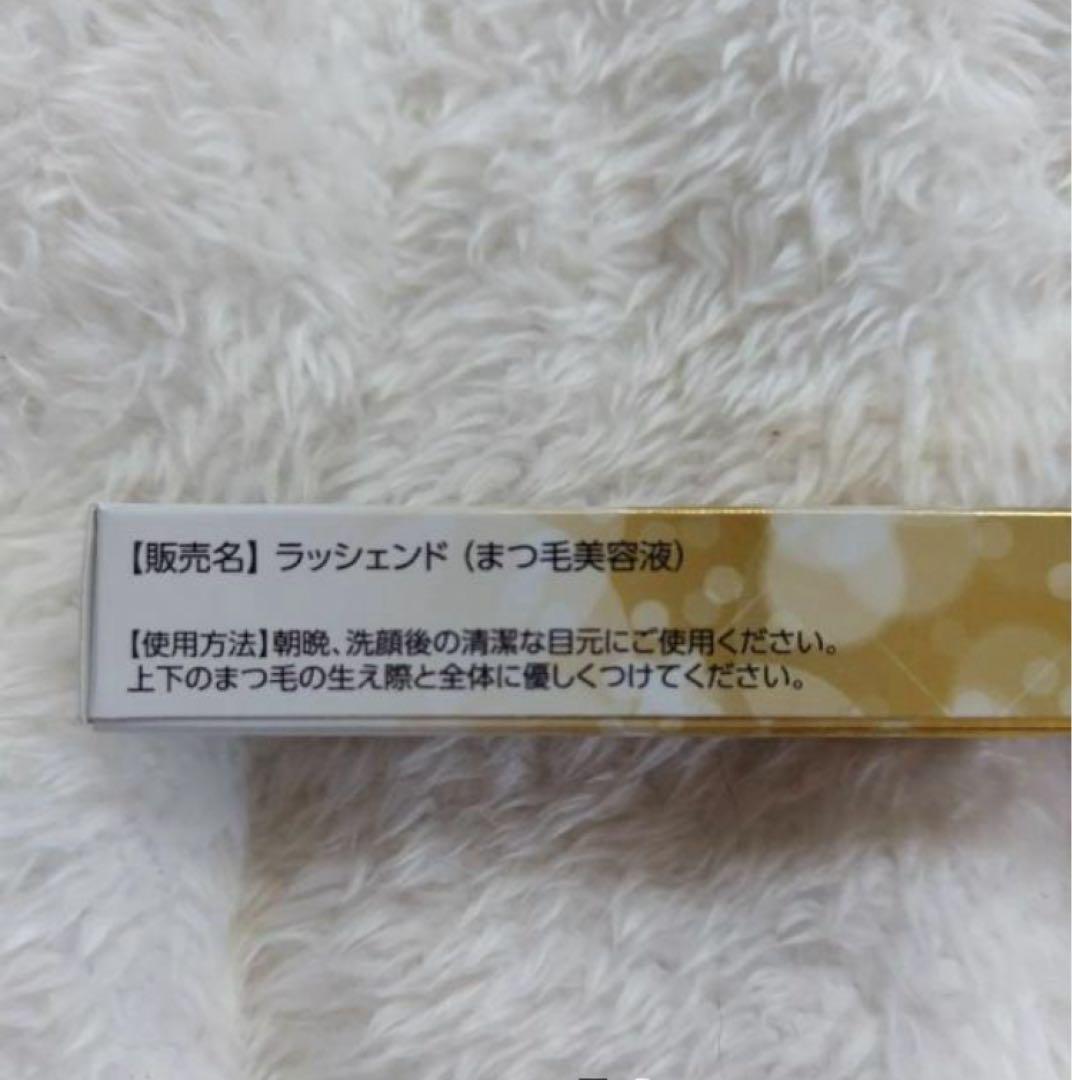 【販売名】 ラッシェンド (まつ毛美容液)
【使用方法】朝晩、洗顔後の清潔な目元にご使用ください。
上下のまつ毛の生え際と全体に優しくつけてください。